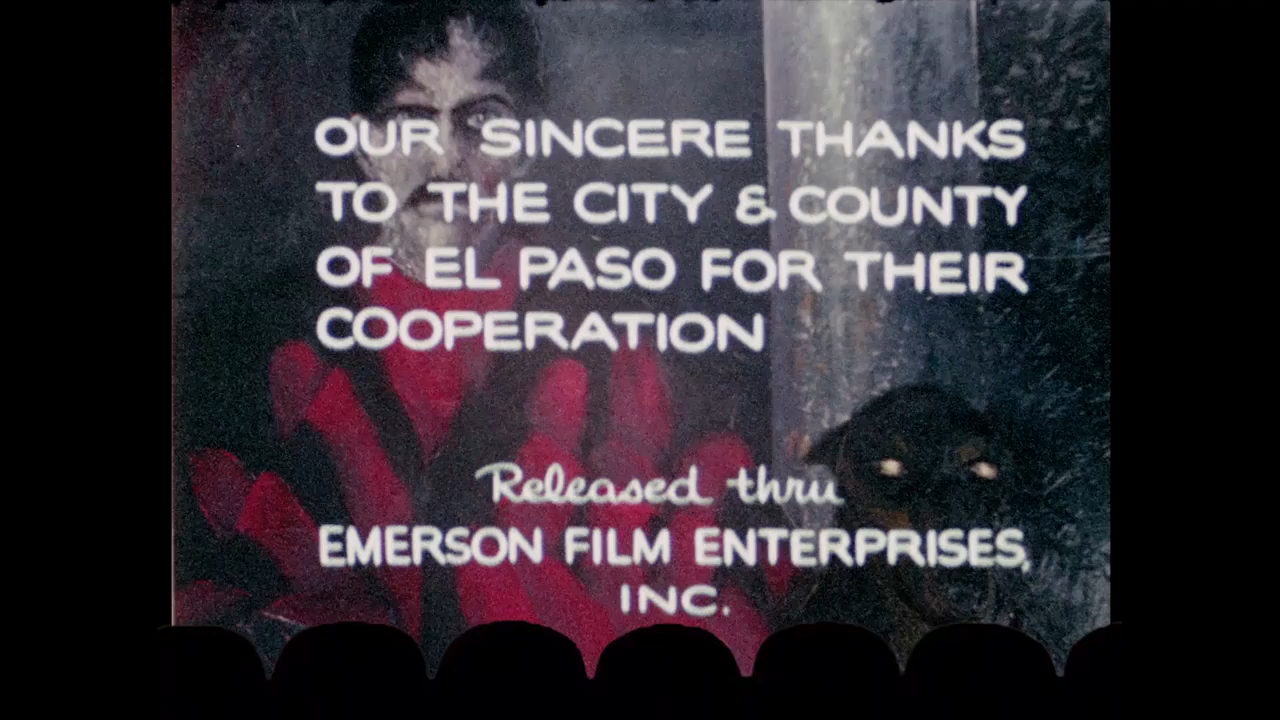 OUR SINCERE THANKS
TO THE CITY & COUNTY
OF EL PASO FOR THEIR
COOPERATION
Released thru
EMERSON FILM ENTERPRISES,
INC.